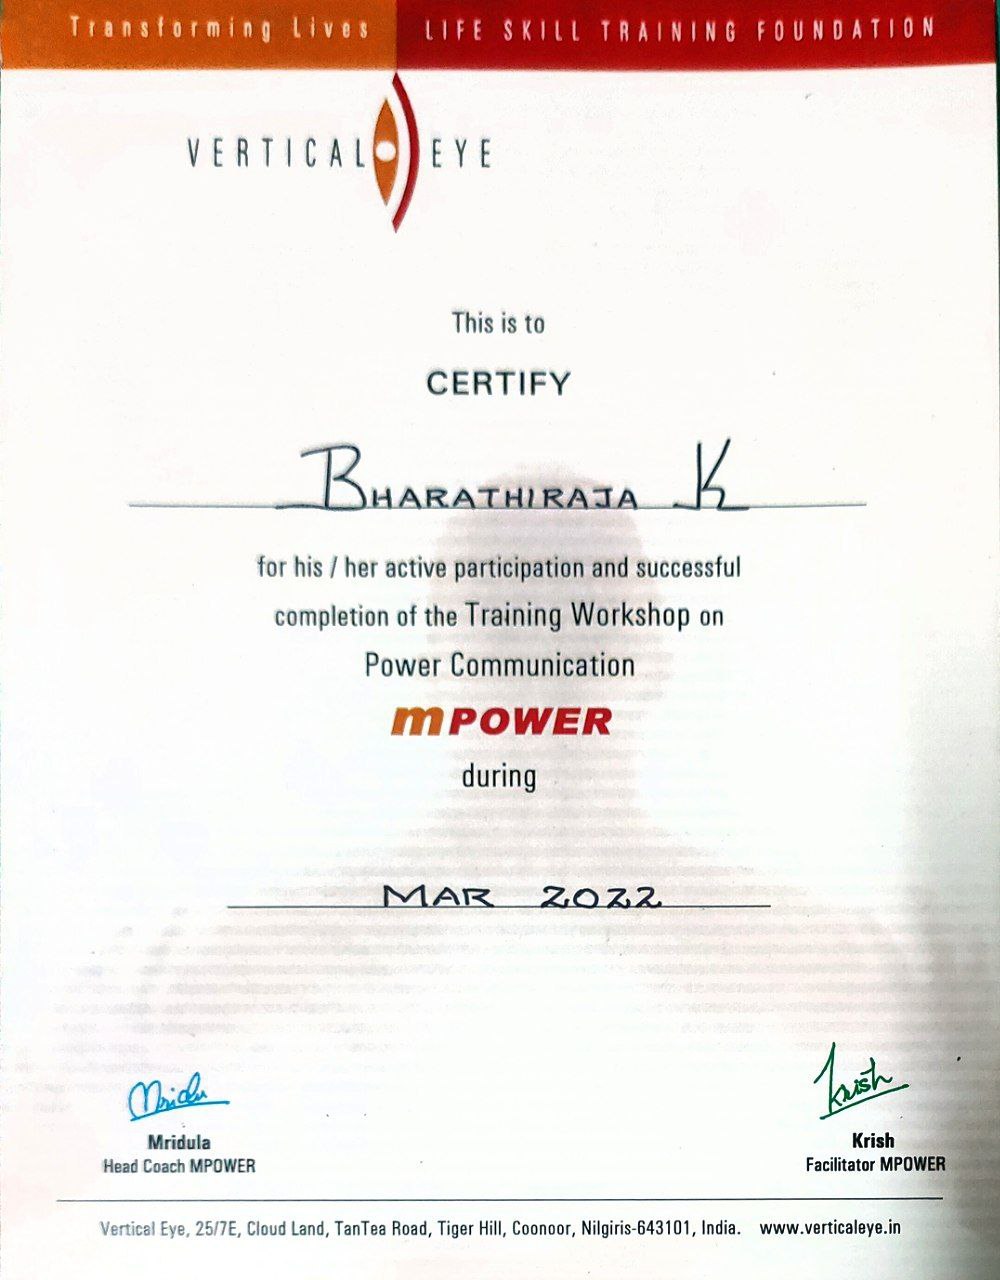 Transforming Lives LIFE SKILL TRAINING FOUNDATION
VERTICAL EYE
This is to
CERTIFY
BHARATHIRAJA K
for his / her active participation and successful
completion of the Training Workshop on
Power Communication
mPOWER
during
MAR 2022
Mridu
Krish
Mridula
Krish
Head Coach MPOWER
Facilitator MPOWER
Vertical Eye, 25/7E, Cloud Land, TanTea Road, Tiger Hill, Coonoor, Nilgiris-643101, India. www.verticaleye.in